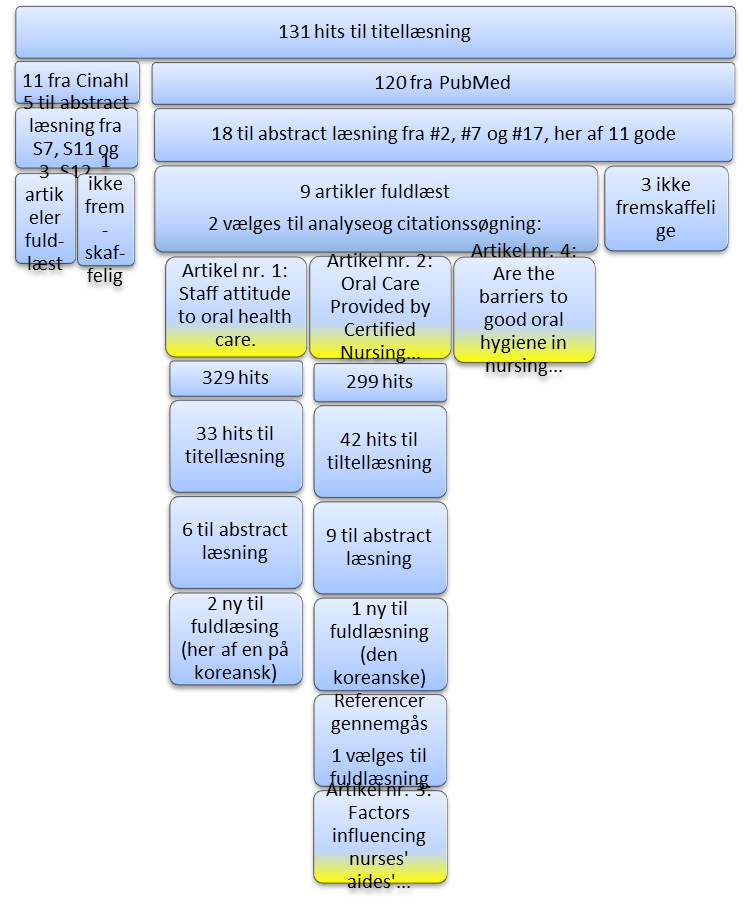 131 hits til titellæsning
11 fra Cinahl
120 fra PubMed
5 til abstract
læsning fra
S7, S11 og
S12
18 til abstract læsning fra #2, #7 og #17, her af 11 gode
3
artik
eler
fuld-
læst
1
ikke
frem
-
skaf-
felig
9 artikler fuldlæst
2 vælges til analyseog citationssøgning:
3 ikke
fremskaffeli
ge
Artikel nr. 1:
Staff attitude
to oral health
care.
Artikel nr. 2:
Oral Care
Provided by
Certified
Nursing...
Artikel nr. 4:
Are the
barriers to
good oral
hygiene in
nursing...
329 hits
33 hits til
titellæsning
6 til abstract
læsning
2 ny til
fuldlæsing
(her af en på
koreansk)
299 hits
42 hits til
tiltellæsning
9 til abstract
læsning
1 ny til
fuldlæsning
(den
koreanske)
Referencer
gennemgås
1 vælges til
fuldlæsning
Artikel nr. 3:
Factors
influencing
nurses'
aides'...